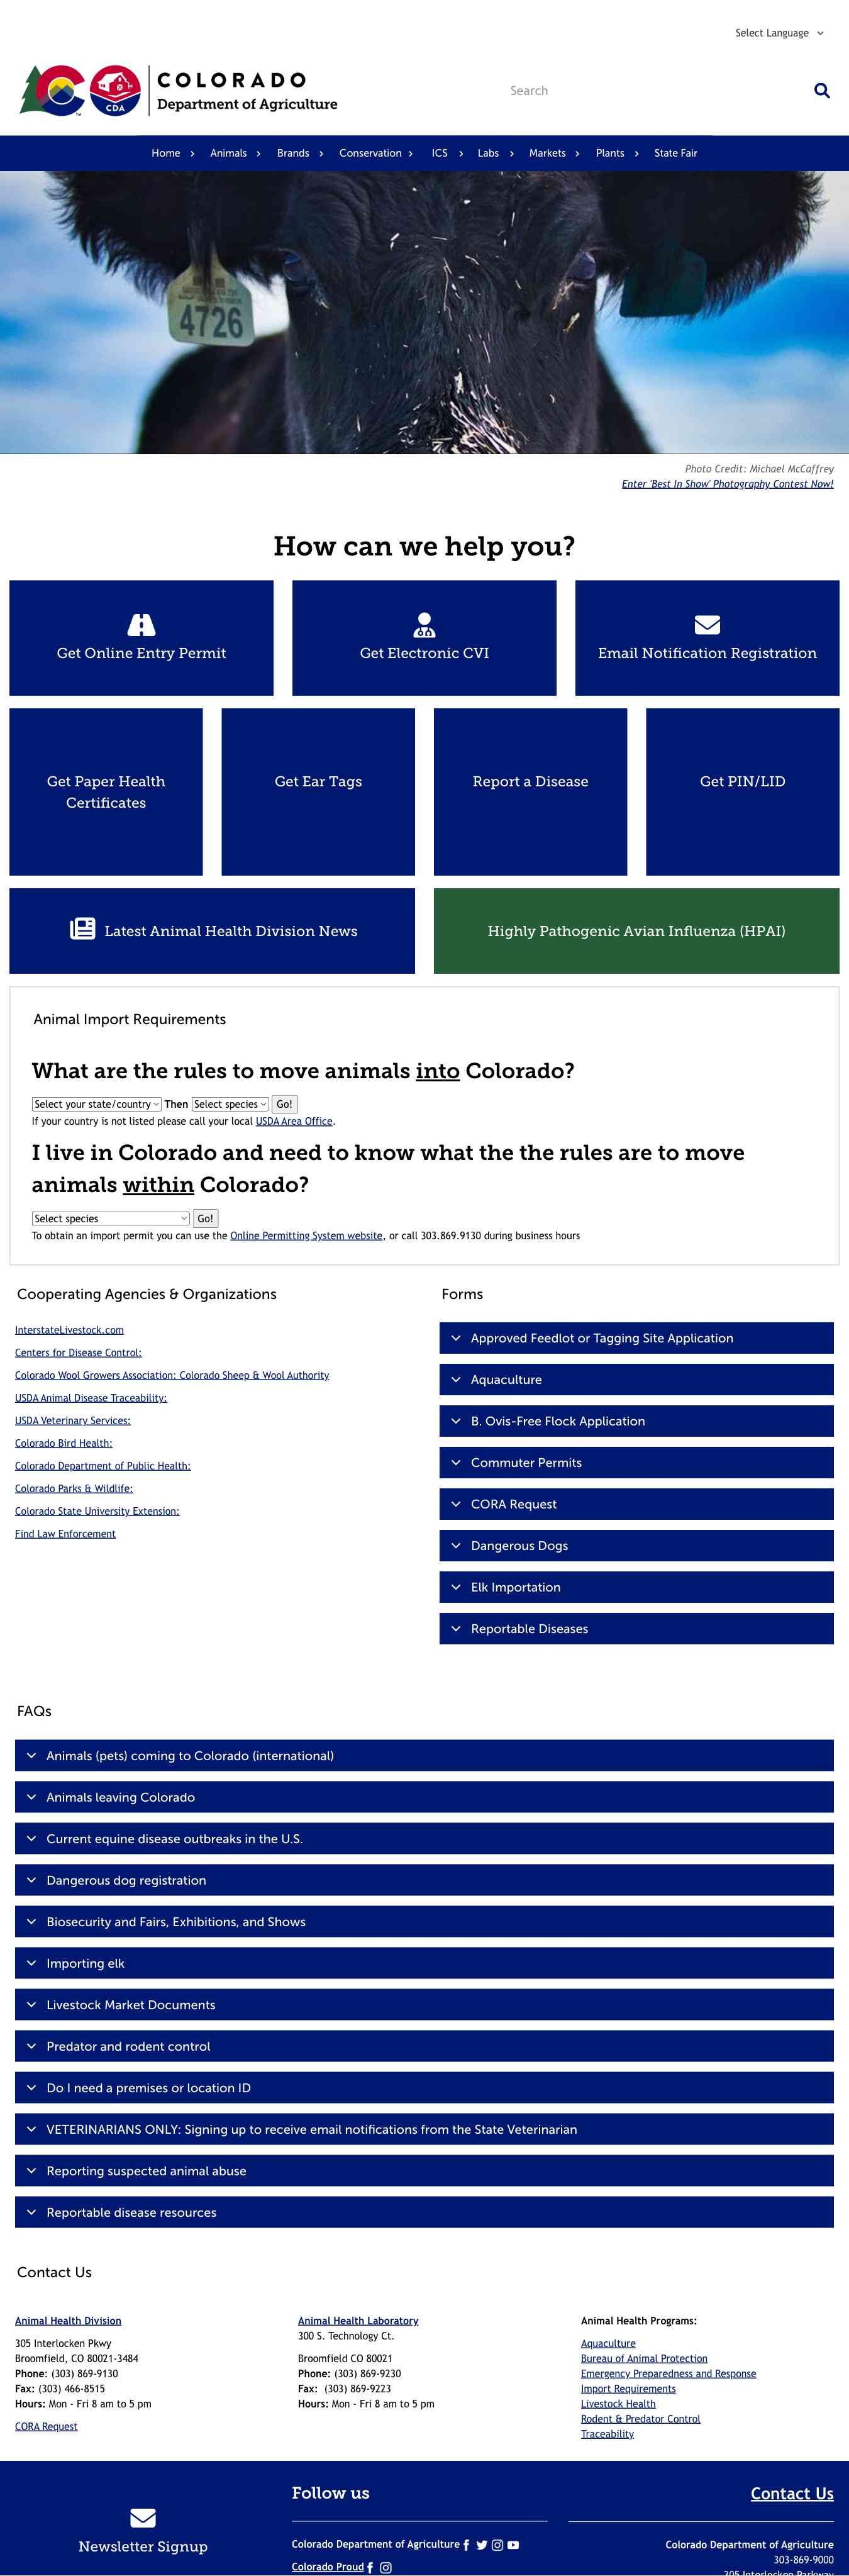 Select Language
COLORADO
Department of Agriculture
CDA
TM
Search
Home Animals Brands Conservation ICS Labs Markets Plants State Fair
4726
Photo Credit: Michael McCaffrey
Enter 'Best In Show' Photography Contest Now!
How can we help you?
Get Online Entry Permit
Get Electronic CVI
Email Notification Registration
Get Paper Health
Certificates
Get Ear Tags
Report a Disease
Get PIN/LID
Latest Animal Health Division News
Highly Pathogenic Avian Influenza (HPAI)
Animal Import Requirements
What are the rules to move animals into Colorado?
Select your state/country Then Select species Go!
If your country is not listed please call your local USDA Area Office.
I live in Colorado and need to know what the the rules are to move
animals within Colorado?
Select species Go!
To obtain an import permit you can use the Online Permitting System website, or call 303.869.9130 during business hours
Cooperating Agencies & Organizations
InterstateLivestock.com
Centers for Disease Control:
Colorado Wool Growers Association: Colorado Sheep & Wool Authority
USDA Animal Disease Traceability:
USDA Veterinary Services:
Colorado Bird Health:
Colorado Department of Public Health:
Colorado Parks & Wildlife:
Colorado State University Extension:
Find Law Enforcement
Forms
Approved Feedlot or Tagging Site Application
Aquaculture
B. Ovis-Free Flock Application
Commuter Permits
CORA Request
Dangerous Dogs
Elk Importation
Reportable Diseases
FAQs
Animals (pets) coming to Colorado (international)
Animals leaving Colorado
Current equine disease outbreaks in the U.S.
Dangerous dog registration
Biosecurity and Fairs, Exhibitions, and Shows
Importing elk
Livestock Market Documents
Predator and rodent control
Do I need a premises or location ID
VETERINARIANS ONLY: Signing up to receive email notifications from the State Veterinarian
Reporting suspected animal abuse
Reportable disease resources
Contact Us
Animal Health Division
305 Interlocken Pkwy
Broomfield, CO 80021-3484
Phone: (303) 869-9130
Fax: (303) 466-8515
Hours: Mon - Fri 8 am to 5 pm
CORA Request
Animal Health Laboratory
300 S. Technology Ct.
Broomfield CO 80021
Phone: (303) 869-9230
Fax: (303) 869-9223
Hours: Mon - Fri 8 am to 5 pm
Animal Health Programs:
Aquaculture
Bureau of Animal Protection
Emergency Preparedness and Response
Import Requirements
Livestock Health
Rodent & Predator Control
Traceability
Newsletter Signup
Follow us
Colorado Department of Agriculture
Colorado Proud
Contact Us
Colorado Department of Agriculture
303-869-9000
305 Interlocken Parkway